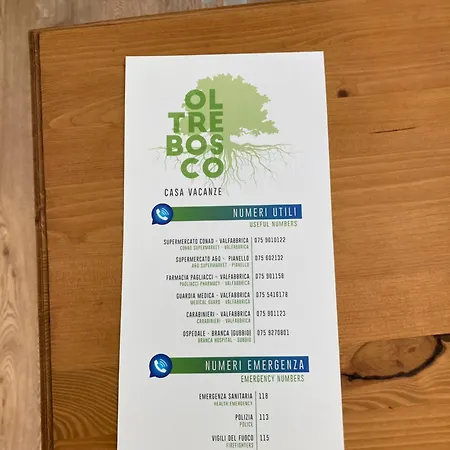 OL
TRE
BOS
CO
CASA VACANZE
NUMERI UTILI
USEFUL NUMBERS
SUPERMERCATO CONAD - VALFABBRICA 075 9010122
CONAD SUPERMARKET - VALFABBRICA
SUPERMERCATO A&O - PIANELLO 075 602132
A&O SUPERMARKET - PIANELLO
FARMACIA PAGLIACCI - VALFABBRICA 075 901158
PAGLIACCI PHARMACY - VALFABBRICA
GUARDIA MEDICA - VALFABBRICA 075 5416178
MEDICAL GUARD - VALFABBRICA
CARABINIERI - VALFABBRICA 075 901123
CARABINIERI - VALFABBRICA
OSPEDALE - BRANCA (GUBBIO) 075 9270801
BRANCA HOSPITAL - GUBBIO
NUMERI EMERGENZA
EMERGENCY NUMBERS
EMERGENZA SANITARIA 118
HEALTH EMERGENCY
POLIZIA 113
POLICE
VIGILI DEL FUOCO 115
FIREFIGHTERS